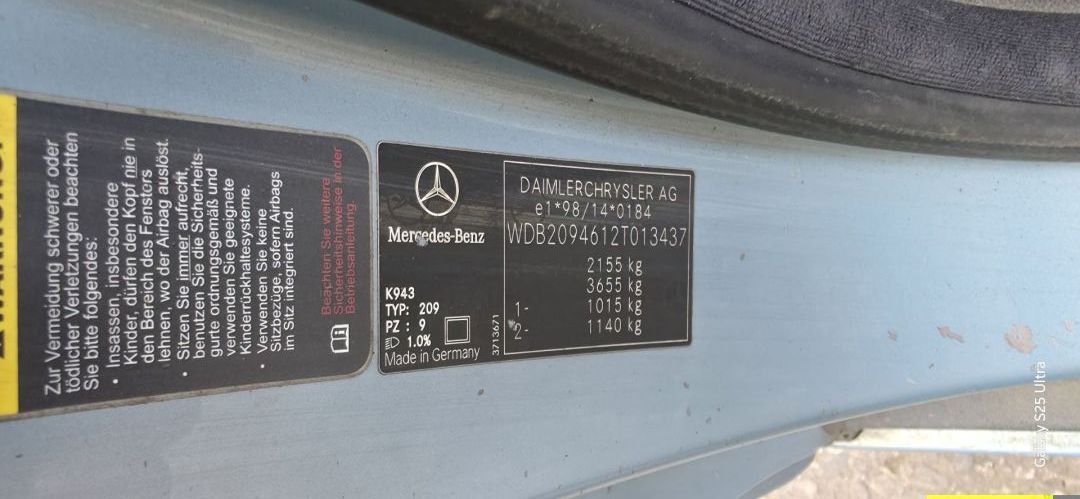 Zur Vermeidung schwerer oder
tödlicher Verletzungen beachten
Sie bitte folgendes:
• Insassen, insbesondere
Kinder, dürfen den Kopf nie in
den Bereich des Fensters
lehnen, wo der Airbag auslöst.
• Sitzen Sie immer aufrecht,
benutzen Sie die Sicherheits-
gurte ordnungsgemäß und
verwenden Sie geeignete
Kinderrückhaltesysteme.
• Verwenden Sie keine
Sitzbezüge, sofern Airbags
im Sitz integriert sind.
Beachten Sie weitere
Sicherheitshinweise in der
Betriebsanleitung.
Mercedes-Benz
K943
TYP: 209
PZ : 9
1.0%
Made in Germany
3713671
DAIMLERCHRYSLER AG
e1*98/14*0184
WDB2094612T013437
2155 kg
3655 kg
1- 1015 kg
2- 1140 kg
Galaxy S25 Ultra